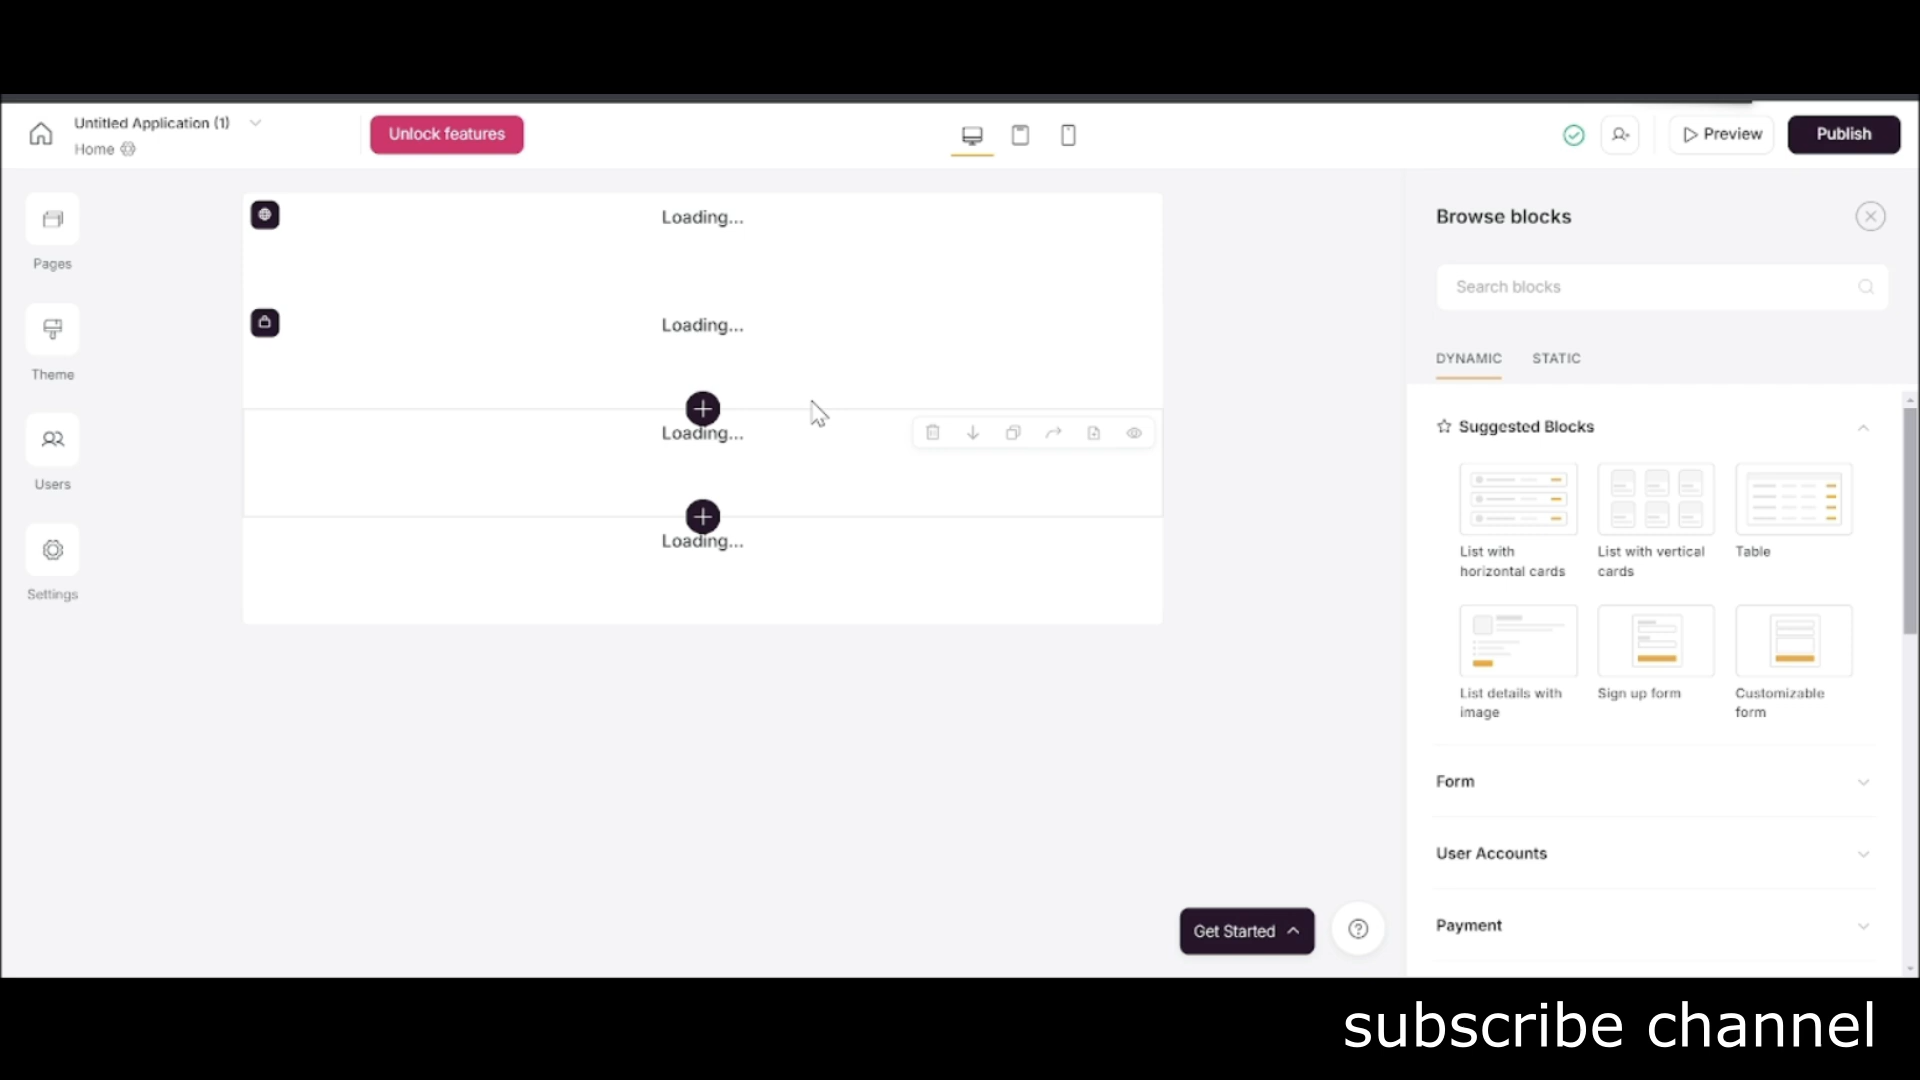 Untitled Application (1)
Home
Unlock features
Preview
Publish
Pages
Theme
Users
Settings
Loading...
Loading...
Loading...
Loading...
Get Started
Browse blocks
Search blocks
DYNAMIC STATIC
Suggested Blocks
List with
horizontal cards
List with vertical
cards
Table
List details with
image
Sign up form
Customizable
form
Form
User Accounts
Payment
subscribe channel